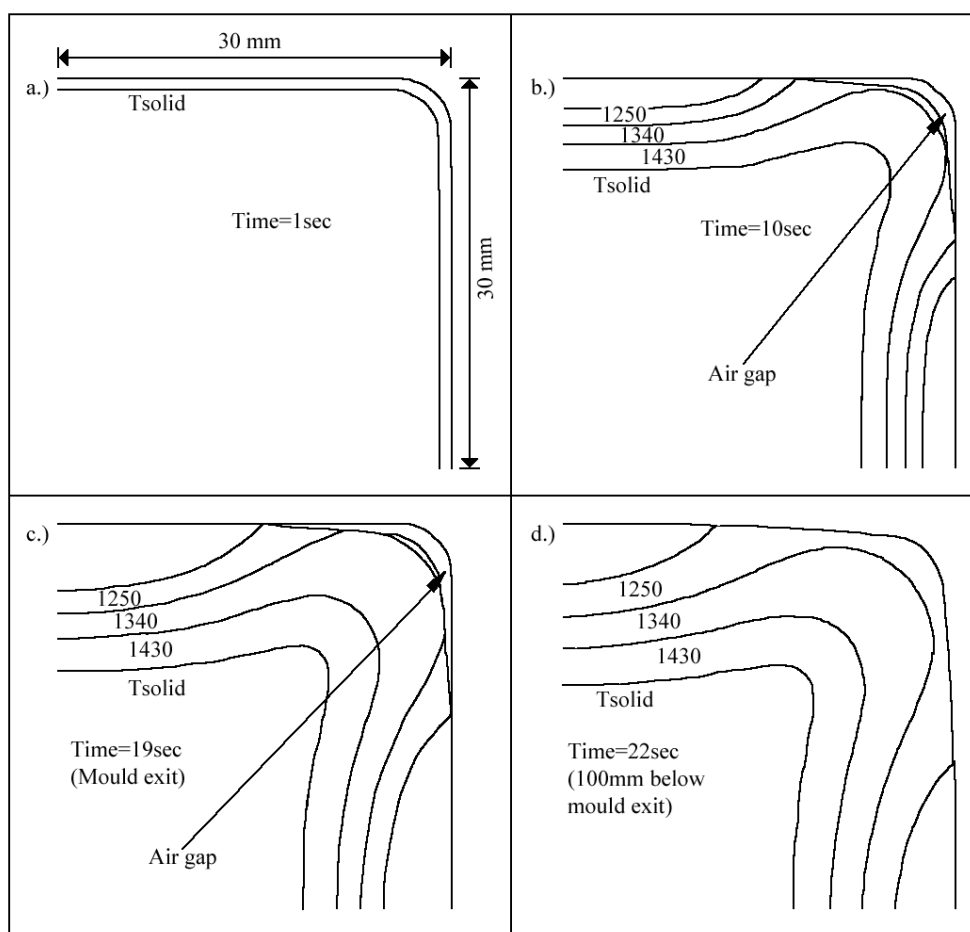 a.)
30 mm
Tsolid
Time=1sec
30 mm
b.)
1250
1340
1430
Tsolid
Time=10sec
Air gap
c.)
1250
1340
1430
Tsolid
Time=19sec
(Mould exit)
Air gap
d.)
1250
1340
1430
Tsolid
Time=22sec
(100mm below
mould exit)